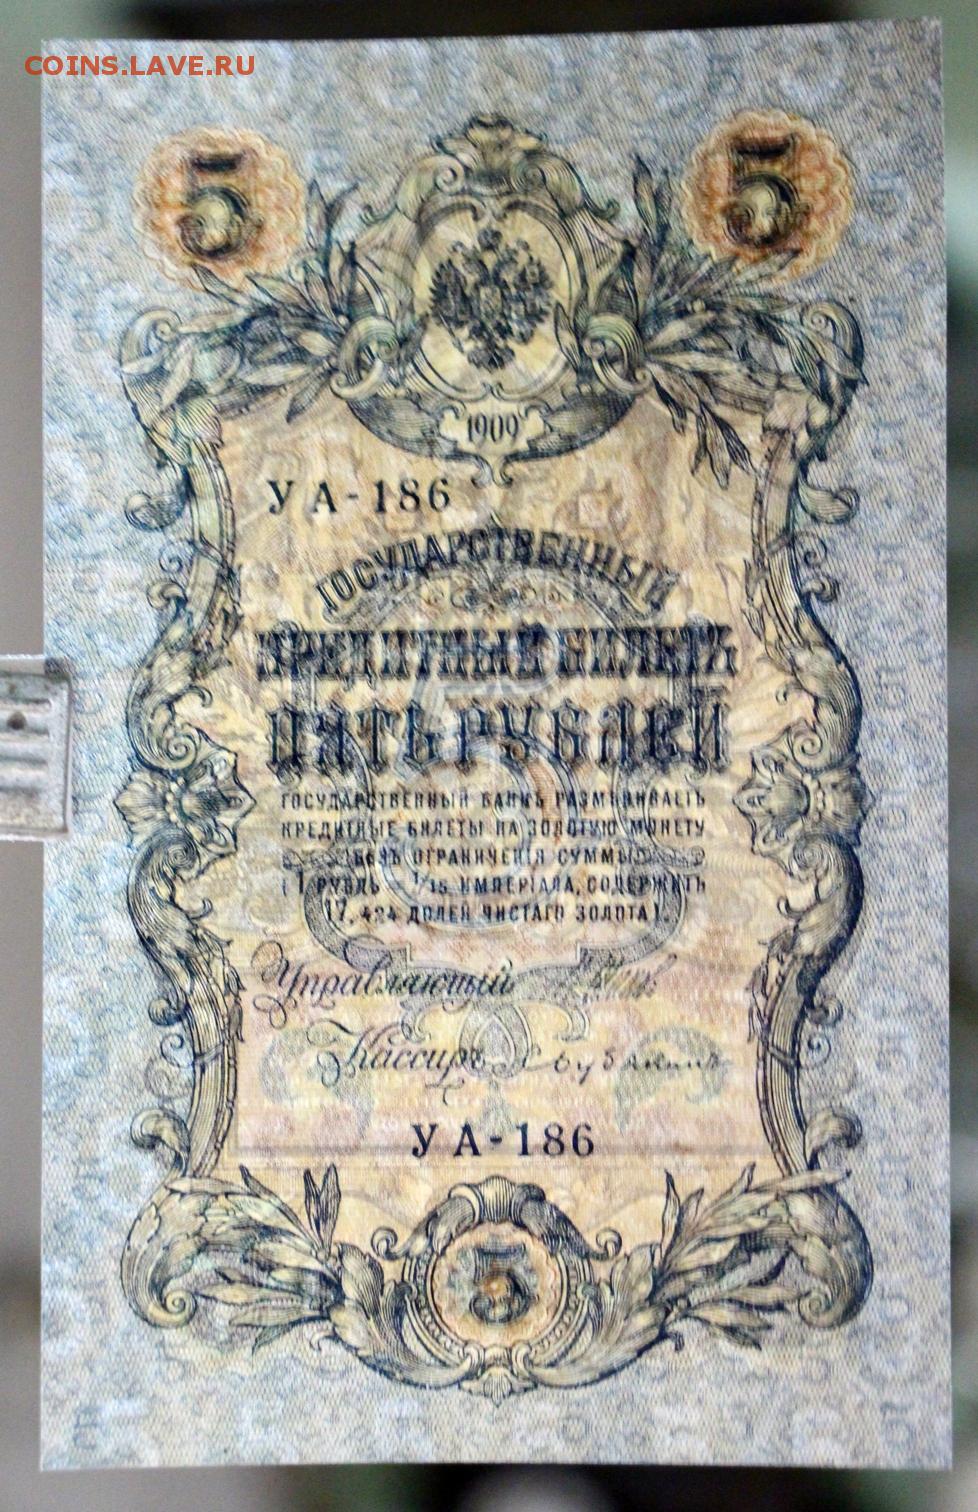 COINS.LAVE.RU
5 5
1909
УА-186
ГОСУДАРСТВЕННЫЙ
КРЕДИТНЫЙ БИЛЕТЪ
ПЯТЬ РУБЛЕЙ
ГОСУДАРСТВЕННЫЙ БАНКЪ РАЗМѢНИВАЕТЪ
КРЕДИТНЫЕ БИЛЕТЫ НА ЗОЛОТУЮ МОНЕТУ
БЕЗЪ ОГРАНИЧЕНІЯ СУММЫ
(1 РУБЛЬ = 1/15 ИМПЕРІАЛА, СОДЕРЖИТЪ
17,424 ДОЛЕЙ ЧИСТАГО ЗОЛОТА).
Управляющій
Кассиръ
УА-186
5